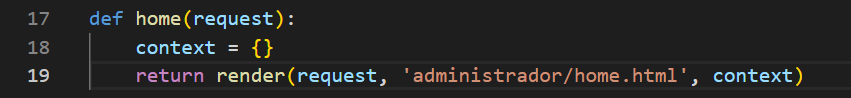 17 def home(request):
18     context = {}
19     return render(request, 'administrador/home.html', context)